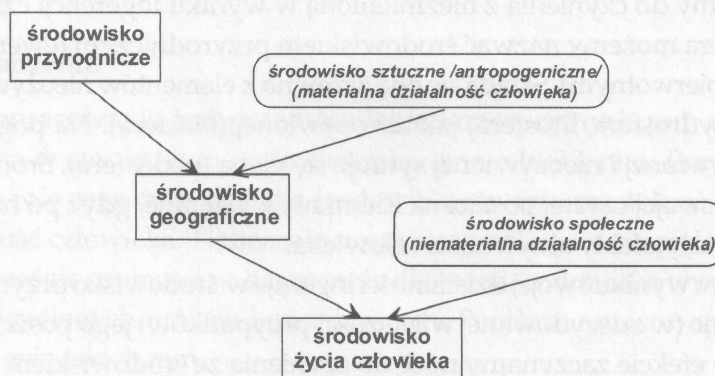 środowisko
przyrodnicze
środowisko sztuczne /antropogeniczne/
(materialna działalność człowieka)
środowisko
geograficzne
środowisko społeczne
(niematerialna działalność człowieka)
środowisko
życia człowieka